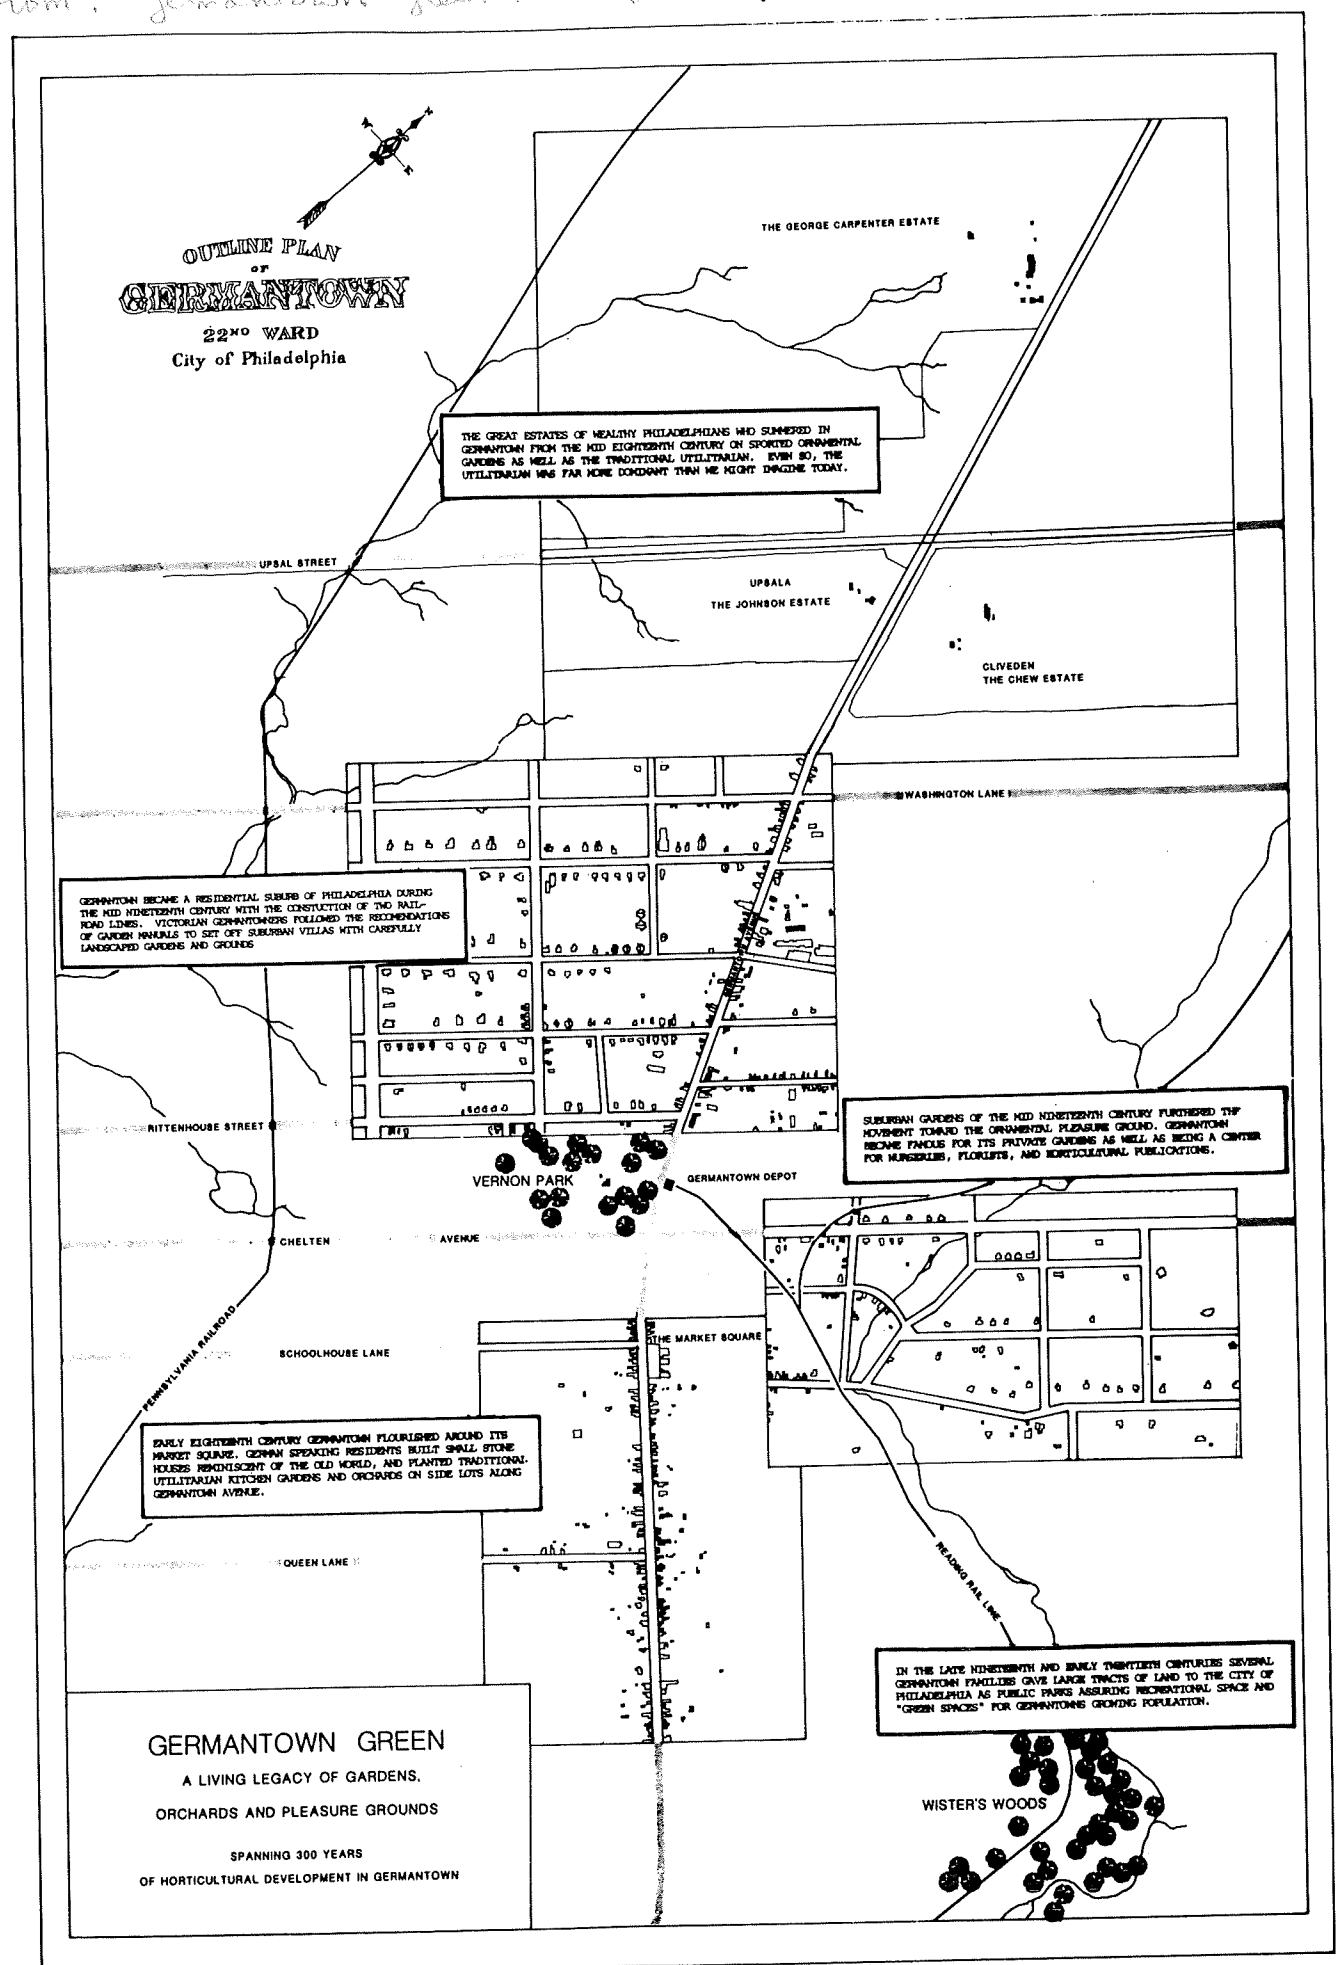 From: Germantown Green:
OUTLINE PLAN
OF
GERMANTOWN
22ND WARD
City of Philadelphia
THE GEORGE CARPENTER ESTATE
THE GREAT ESTATES OF WEALTHY PHILADELPHIANS WHO SUMMERED IN
GERMANTOWN FROM THE MID EIGHTEENTH CENTURY ON SPORTED ORNAMENTAL
GARDENS AS WELL AS THE TRADITIONAL UTILITARIAN. EVEN SO, THE
UTILITARIAN WAS FAR MORE DOMINANT THAN WE MIGHT IMAGINE TODAY.
UPSAL STREET
UPSALA
THE JOHNSON ESTATE
CLIVEDEN
THE CHEW ESTATE
WASHINGTON LANE
GERMANTOWN BECAME A RESIDENTIAL SUBURB OF PHILADELPHIA DURING
THE MID NINETEENTH CENTURY WITH THE CONSTUCTION OF TWO RAIL-
ROAD LINES. VICTORIAN GERMANTOWNERS FOLLOWED THE RECOMENDATIONS
OF GARDEN MANUALS TO SET OFF SUBURBAN VILLAS WITH CAREFULLY
LANDSCAPED GARDENS AND GROUNDS
GERMANTOWN
RITTENHOUSE STREET
SUBURBAN GARDENS OF THE MID NINETEENTH CENTURY FURTHERED THE
MOVEMENT TOWARD THE ORNAMENTAL PLEASURE GROUND. GERMANTOWN
BECAME FAMOUS FOR ITS PRIVATE GARDENS AS WELL AS BEING A CENTER
FOR NURSERIES, FLORISTS, AND HORTICULTURAL PUBLICATIONS.
VERNON PARK
GERMANTOWN DEPOT
CHELTEN AVENUE
PENNSYLVANIA RAILROAD
THE MARKET SQUARE
SCHOOLHOUSE LANE
EARLY EIGHTEENTH CENTURY GERMANTOWN FLOURISHED AROUND ITS
MARKET SQUARE. GERMAN SPEAKING RESIDENTS BUILT SMALL STONE
HOUSES REMINISCENT OF THE OLD WORLD, AND PLANTED TRADITIONAL
UTILITARIAN KITCHEN GARDENS AND ORCHARDS ON SIDE LOTS ALONG
GERMANTOWN AVENUE.
QUEEN LANE
READING RAIL LINE
IN THE LATE NINETEENTH AND EARLY TWENTIETH CENTURIES SEVERAL
GERMANTOWN FAMILIES GAVE LARGE TRACTS OF LAND TO THE CITY OF
PHILADELPHIA AS PUBLIC PARKS ASSURING RECREATIONAL SPACE AND
"GREEN SPACES" FOR GERMANTOWNS GROWING POPULATION.
WISTER'S WOODS
GERMANTOWN GREEN
A LIVING LEGACY OF GARDENS,
ORCHARDS AND PLEASURE GROUNDS
SPANNING 300 YEARS
OF HORTICULTURAL DEVELOPMENT IN GERMANTOWN